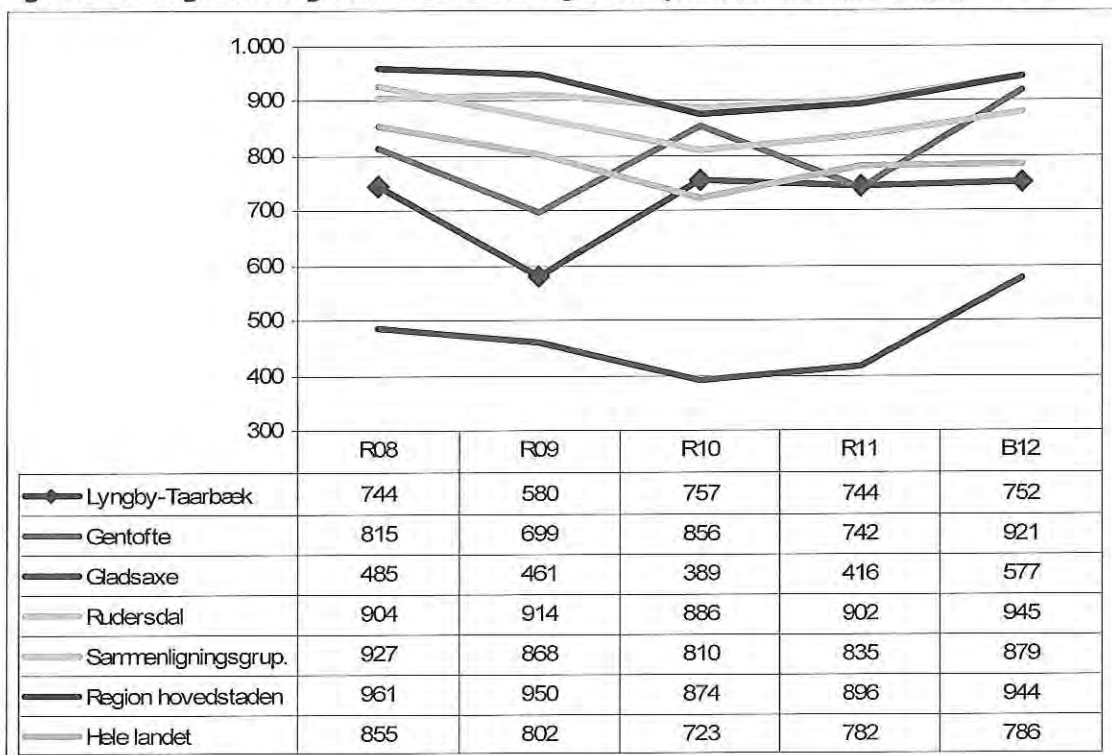 1.000
900
800
700
600
500
400
300
R08 R09 R10 R11 B12
Lyngby-Taarbæk 744 580 757 744 752
Gentofte 815 699 856 742 921
Gladsaxe 485 461 389 416 577
Rudersdal 904 914 886 902 945
Sammenligningsgrup. 927 868 810 835 879
Region hovedstaden 961 950 874 896 944
Hele landet 855 802 723 782 786